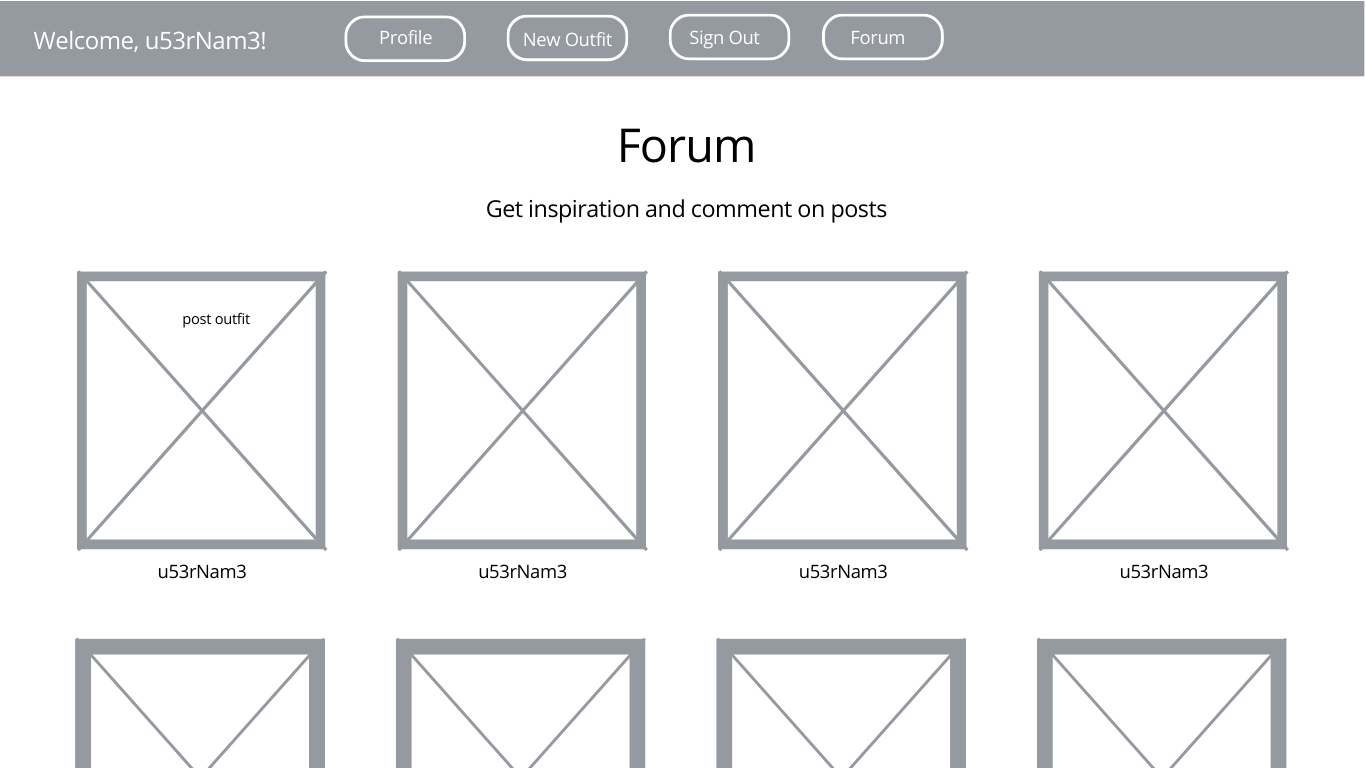 Welcome, u53rNam3! Profile New Outfit Sign Out Forum
Forum
Get inspiration and comment on posts
post outfit
u53rNam3 u53rNam3 u53rNam3 u53rNam3